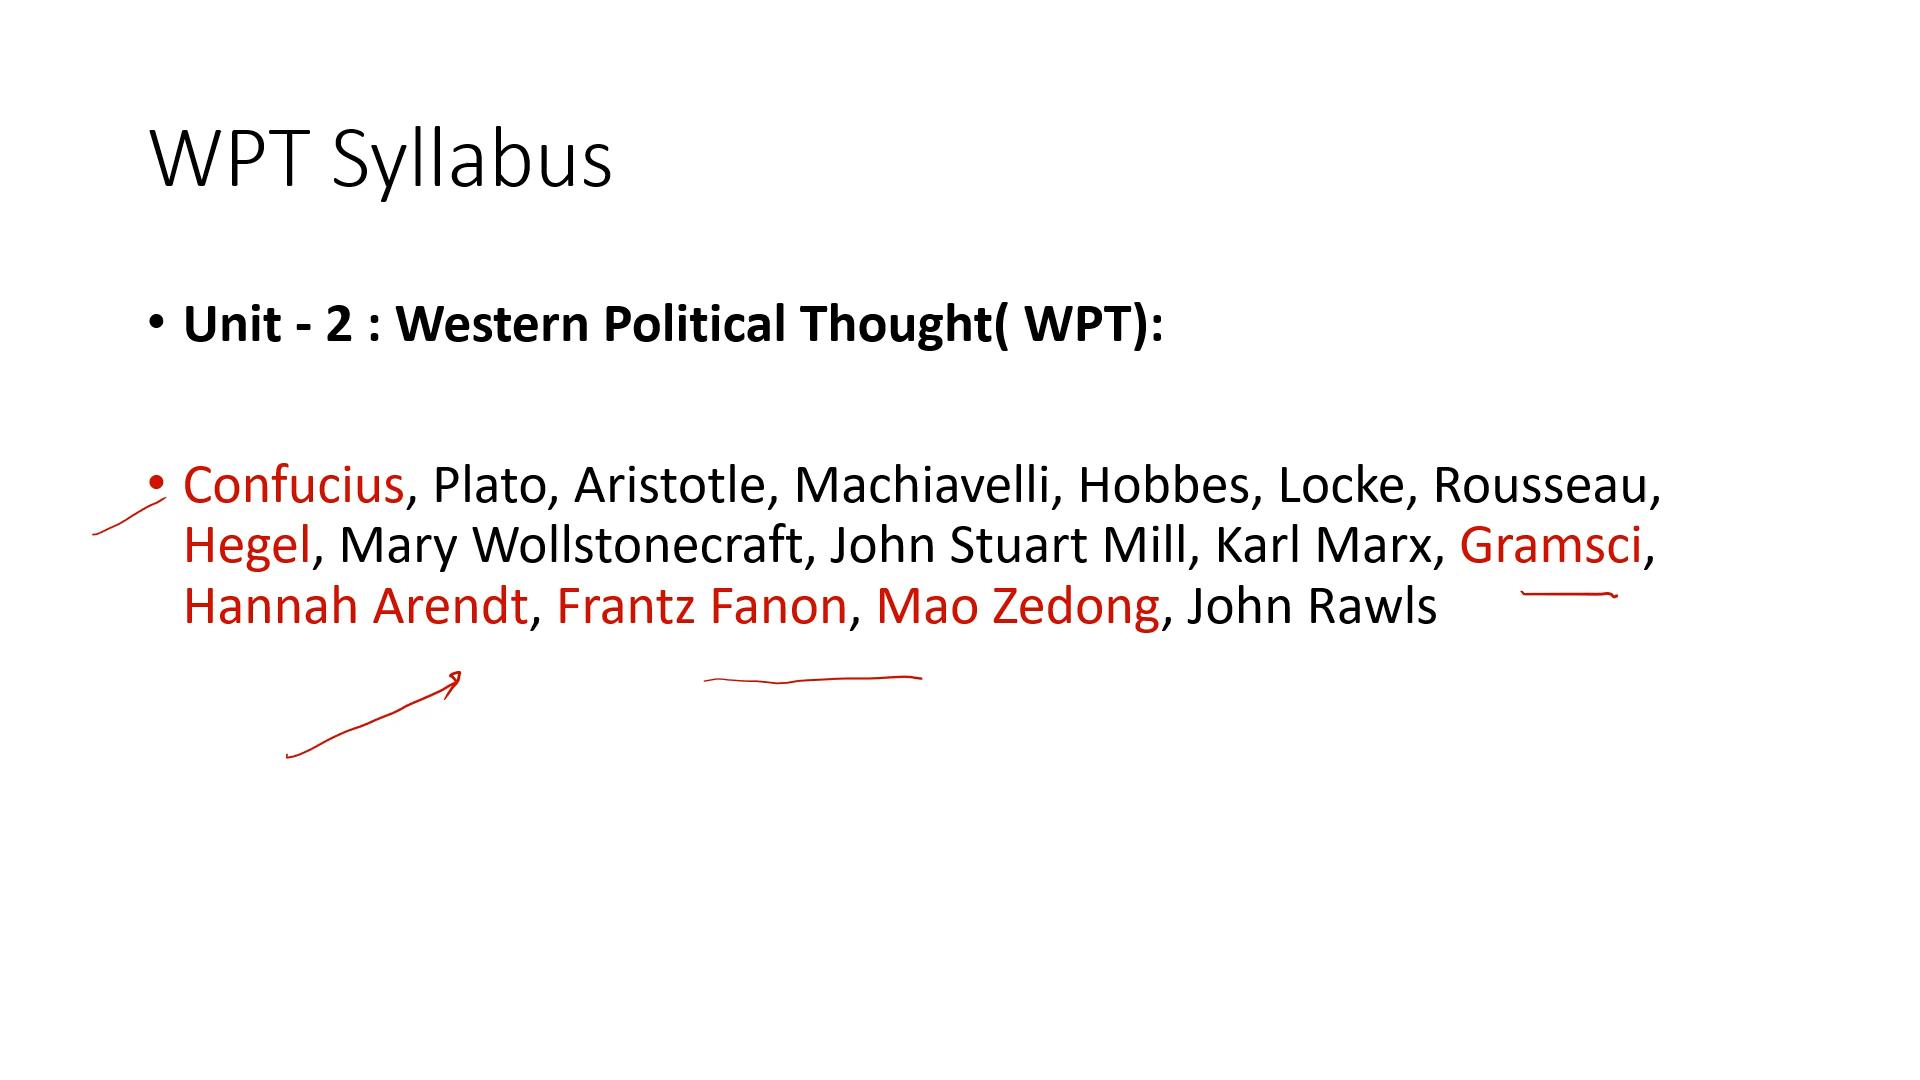 WPT Syllabus
• Unit - 2 : Western Political Thought( WPT):
• Confucius, Plato, Aristotle, Machiavelli, Hobbes, Locke, Rousseau,
Hegel, Mary Wollstonecraft, John Stuart Mill, Karl Marx, Gramsci,
Hannah Arendt, Frantz Fanon, Mao Zedong, John Rawls